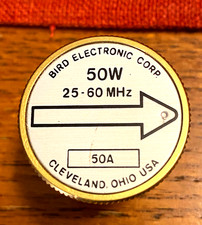 BIRD ELECTRONIC CORP
50W
25-60 MHz
50A
CLEVELAND, OHIO USA